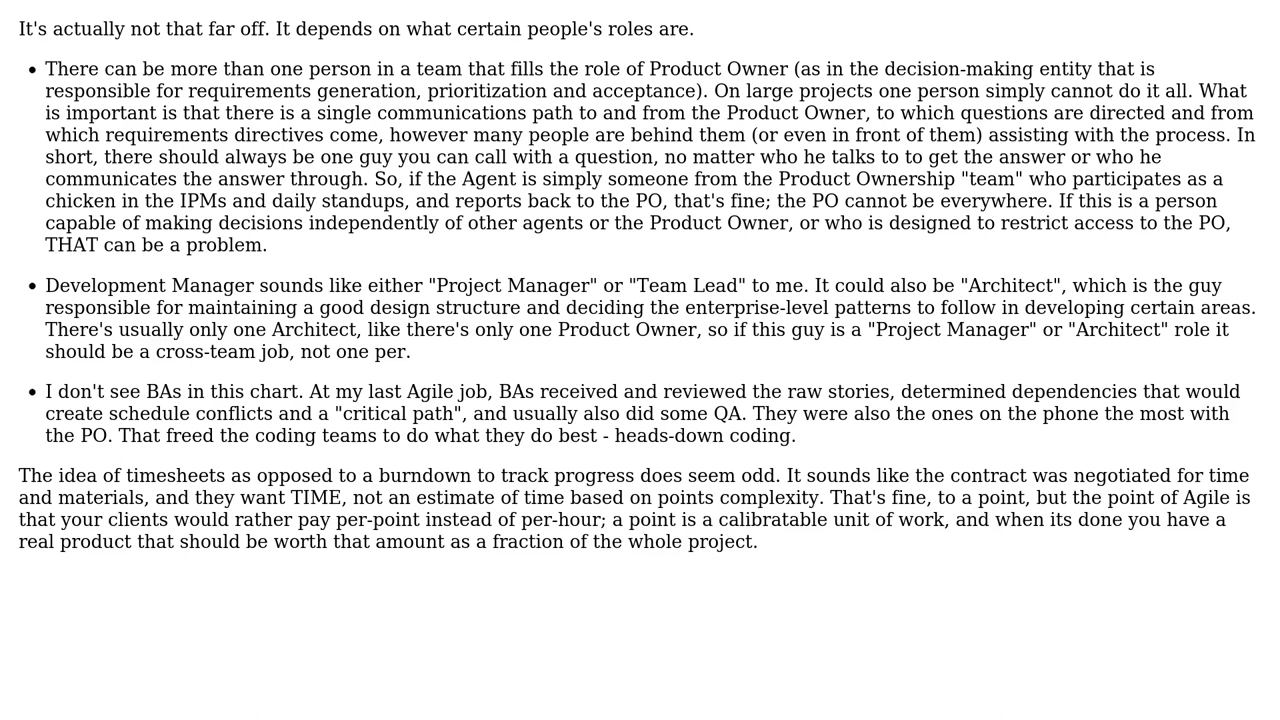 It's actually not that far off. It depends on what certain people's roles are.
• There can be more than one person in a team that fills the role of Product Owner (as in the decision-making entity that is
responsible for requirements generation, prioritization and acceptance). On large projects one person simply cannot do it all. What
is important is that there is a single communications path to and from the Product Owner, to which questions are directed and from
which requirements directives come, however many people are behind them (or even in front of them) assisting with the process. In
short, there should always be one guy you can call with a question, no matter who he talks to to get the answer or who he
communicates the answer through. So, if the Agent is simply someone from the Product Ownership "team" who participates as a
chicken in the IPMs and daily standups, and reports back to the PO, that's fine; the PO cannot be everywhere. If this is a person
capable of making decisions independently of other agents or the Product Owner, or who is designed to restrict access to the PO,
THAT can be a problem.
• Development Manager sounds like either "Project Manager" or "Team Lead" to me. It could also be "Architect", which is the guy
responsible for maintaining a good design structure and deciding the enterprise-level patterns to follow in developing certain areas.
There's usually only one Architect, like there's only one Product Owner, so if this guy is a "Project Manager" or "Architect" role it
should be a cross-team job, not one per.
• I don't see BAs in this chart. At my last Agile job, BAs received and reviewed the raw stories, determined dependencies that would
create schedule conflicts and a "critical path", and usually also did some QA. They were also the ones on the phone the most with
the PO. That freed the coding teams to do what they do best - heads-down coding.
The idea of timesheets as opposed to a burndown to track progress does seem odd. It sounds like the contract was negotiated for time
and materials, and they want TIME, not an estimate of time based on points complexity. That's fine, to a point, but the point of Agile is
that your clients would rather pay per-point instead of per-hour; a point is a calibratable unit of work, and when its done you have a
real product that should be worth that amount as a fraction of the whole project.